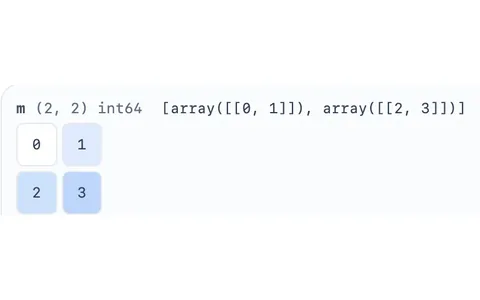 m (2, 2) int64 [array([[0, 1]]), array([[2, 3]])]
0 1
2 3